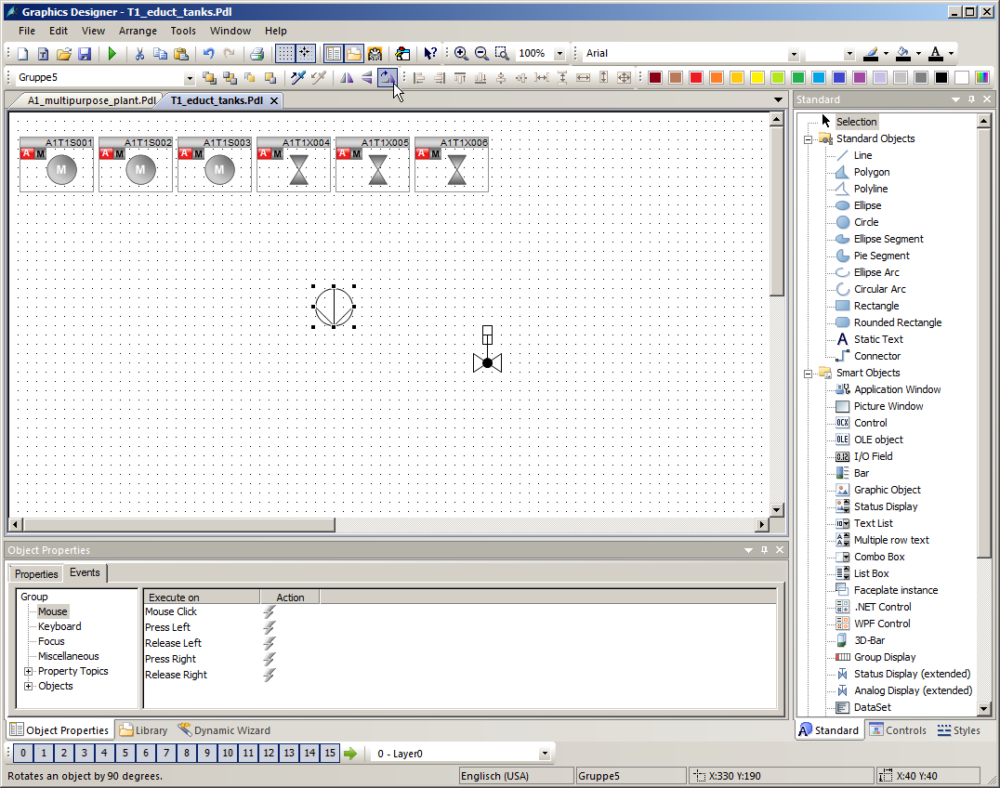 Graphics Designer - T1_educt_tanks.Pdl
File Edit View Arrange Tools Window Help
100% Arial
Gruppe5
A1_multipurpose_plant.Pdl T1_educt_tanks.Pdl
A1T1S001 A1T1S002 A1T1S003 A1T1X004 A1T1X005 A1T1X006
A M A M A M A M A M A M
M M M
Standard
Selection
Standard Objects
Line
Polygon
Polyline
Ellipse
Circle
Ellipse Segment
Pie Segment
Ellipse Arc
Circular Arc
Rectangle
Rounded Rectangle
A Static Text
Connector
Smart Objects
Application Window
Picture Window
OCX Control
OLE OLE object
0.12 I/O Field
Bar
Graphic Object
Status Display
Text List
Multiple row text
Combo Box
List Box
Faceplate instance
.NET Control
WPF Control
3D-Bar
Group Display
Status Display (extended)
Analog Display (extended)
DataSet
Standard Controls Styles
Object Properties
Properties Events
Group
Mouse
Keyboard
Focus
Miscellaneous
Property Topics
Objects
Execute on Action
Mouse Click
Press Left
Release Left
Press Right
Release Right
Object Properties Library Dynamic Wizard
0 1 2 3 4 5 6 7 8 9 10 11 12 13 14 15 0 - Layer0
Rotates an object by 90 degrees. Englisch (USA) Gruppe5 X:330 Y:190 X:40 Y:40